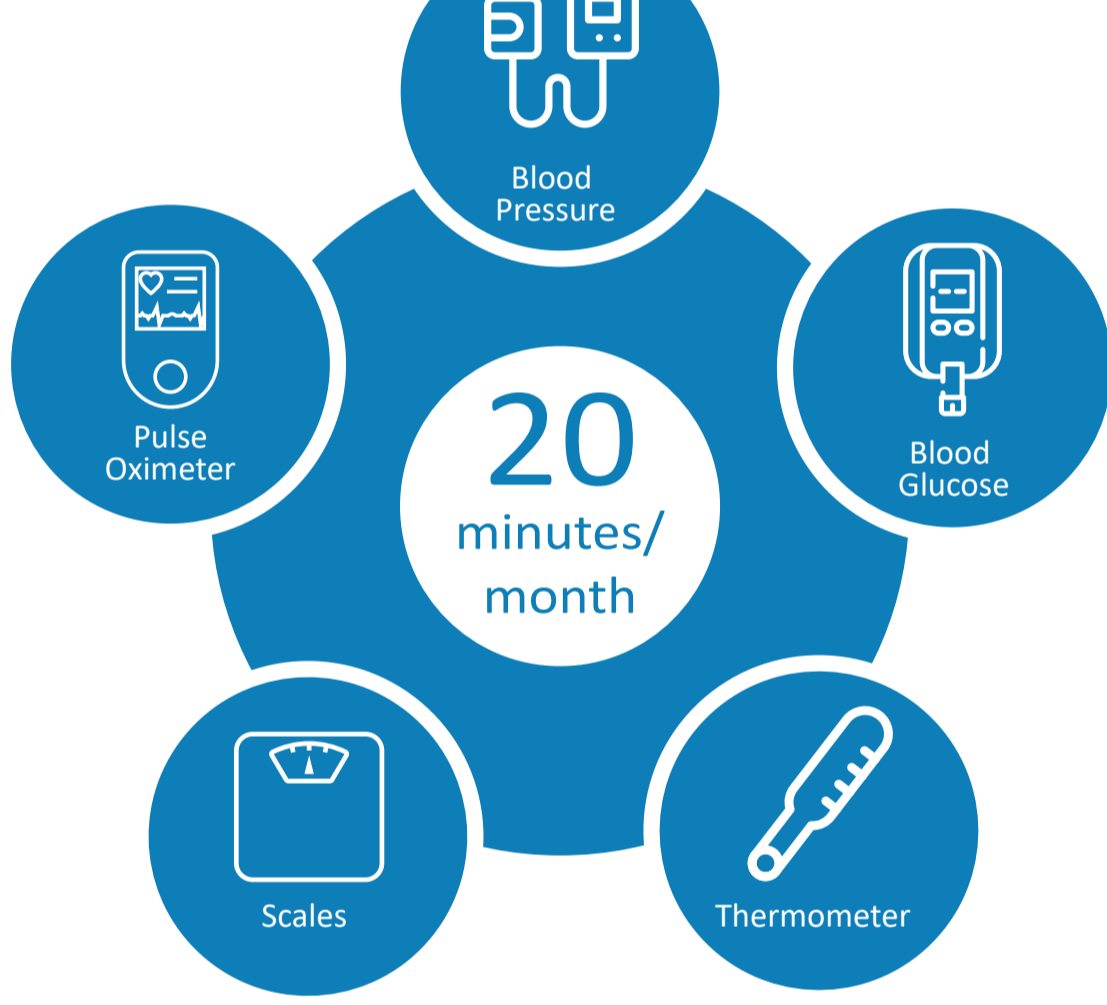 Blood
Pressure
Pulse
Oximeter
Blood
Glucose
20
minutes/
month
Scales
Thermometer